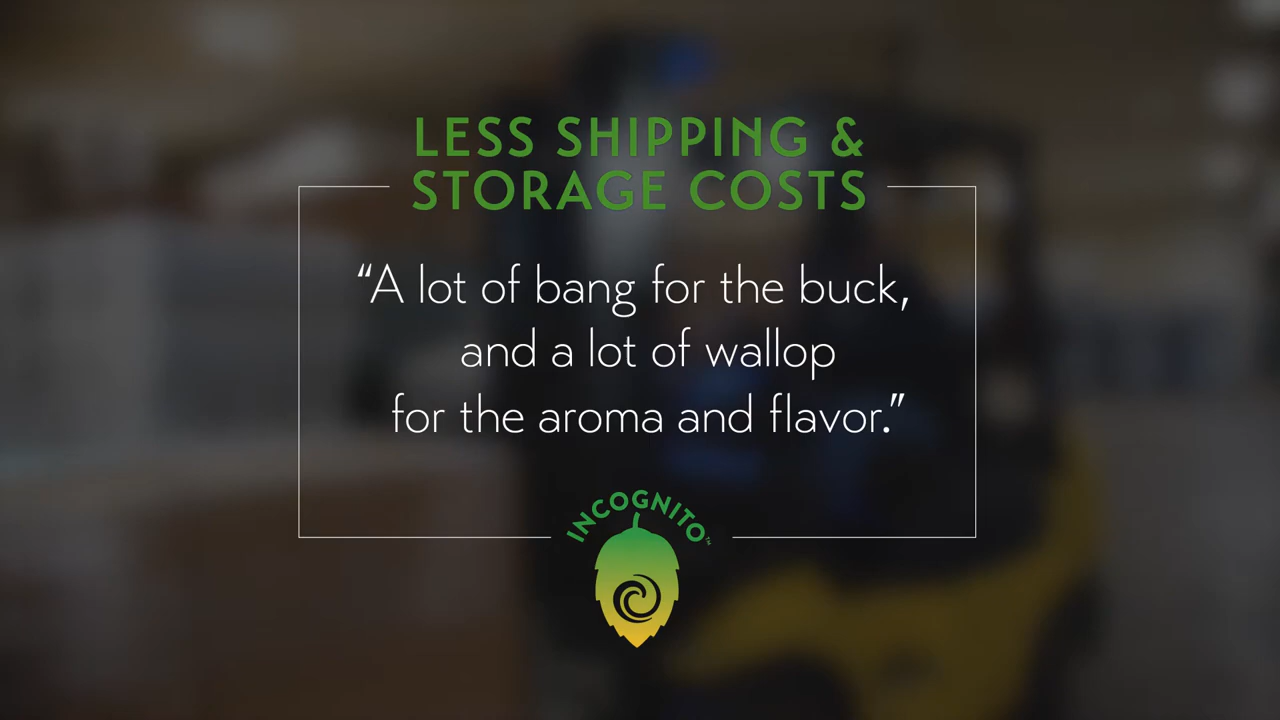 LESS SHIPPING &
STORAGE COSTS
“A lot of bang for the buck,
and a lot of wallop
for the aroma and flavor.”
INCOGNITO™